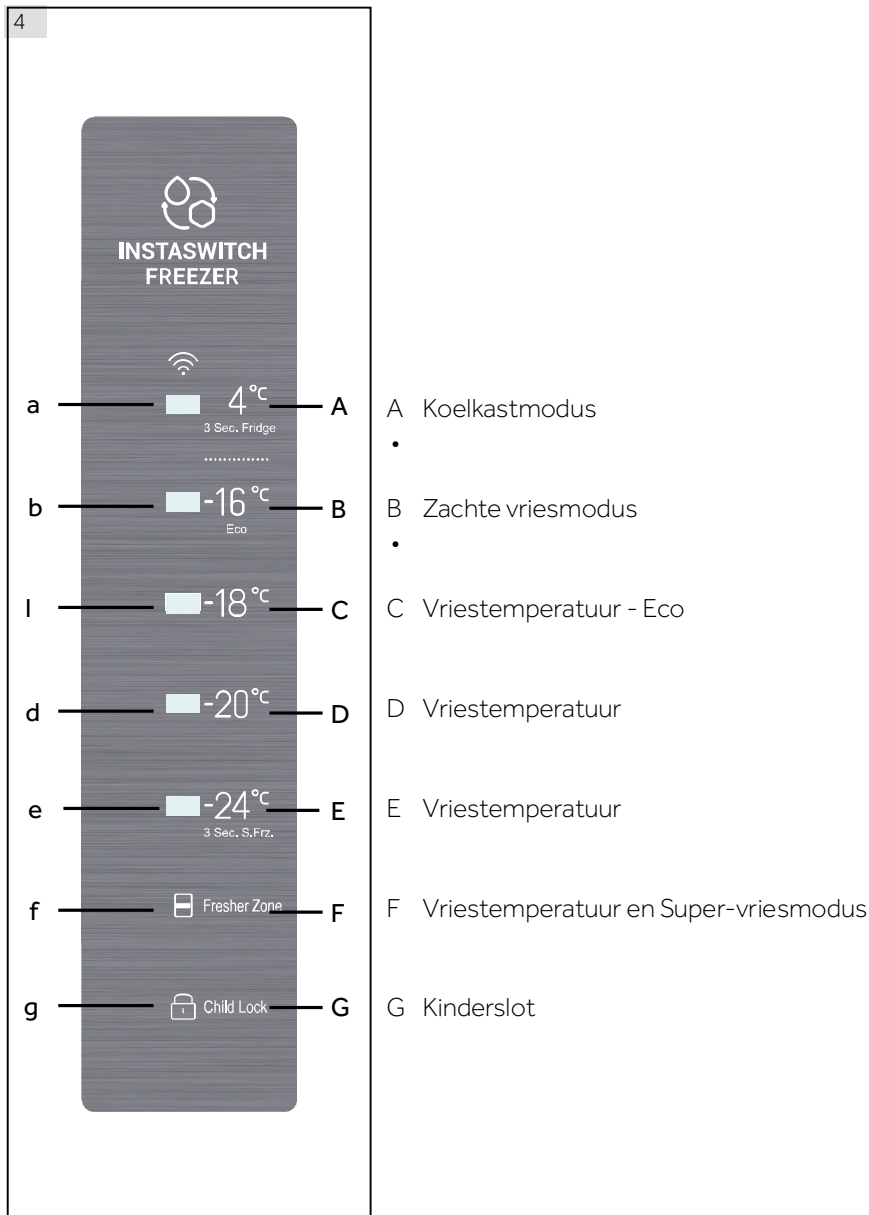 4
INSTASWITCH
FREEZER
a 4°C A A Koelkastmodus
3 Sec. Fridge
•
b -16°C B B Zachte vriesmodus
Eco
•
l -18°C C C Vriestemperatuur - Eco
d -20°C D D Vriestemperatuur
e -24°C E E Vriestemperatuur
3 Sec. S.Frz.
f Fresher Zone F F Vriestemperatuur en Super-vriesmodus
g Child Lock G G Kinderslot